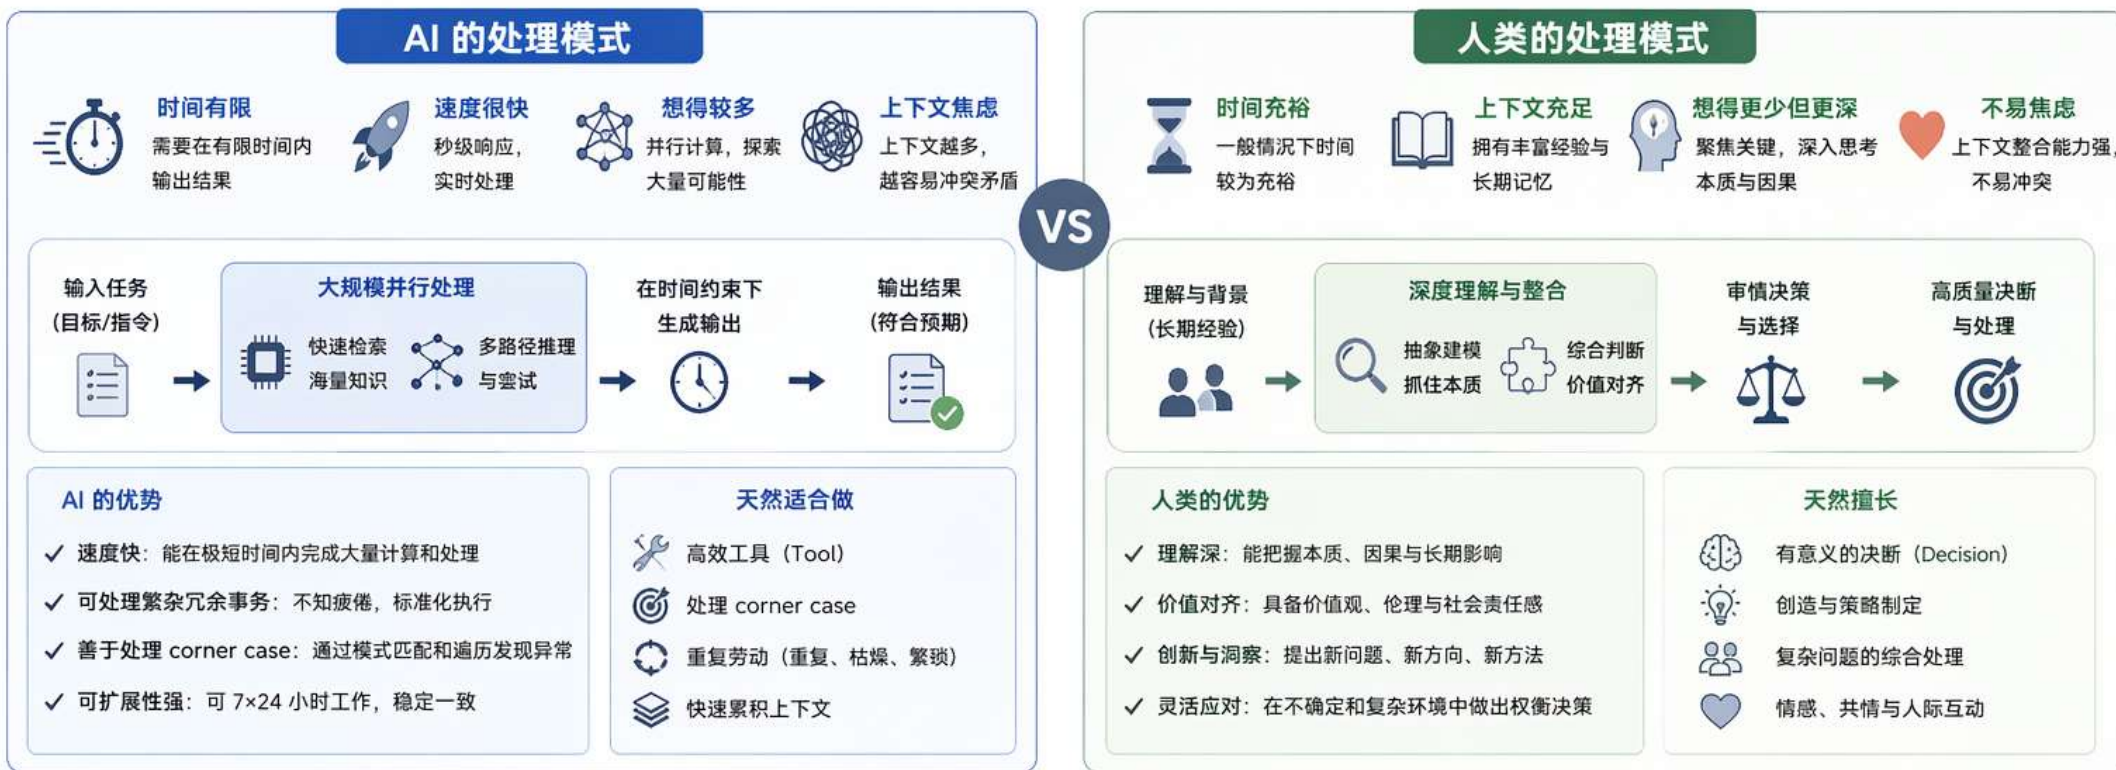 AI 的处理模式
时间有限
需要在有限时间内
输出结果
速度很快
秒级响应，
实时处理
想得较多
并行计算，探索
大量可能性
上下文焦虑
上下文越多，
越容易冲突矛盾
输入任务
(目标/指令)
大规模并行处理
快速检索
海量知识
多路径推理
与尝试
在时间约束下
生成输出
输出结果
(符合预期)
AI 的优势
✓ 速度快：能在极短时间内完成大量计算和处理
✓ 可处理繁杂冗余事务：不知疲倦，标准化执行
✓ 善于处理 corner case：通过模式匹配和遍历发现异常
✓ 可扩展性强：可 7×24 小时工作，稳定一致
天然适合做
高效工具（Tool）
处理 corner case
重复劳动（重复、枯燥、繁琐）
快速累积上下文
VS
人类的处理模式
时间充裕
一般情况下时间
较为充裕
上下文充足
拥有丰富经验与
长期记忆
想得更少但更深
聚焦关键，深入思考
本质与因果
不易焦虑
上下文整合能力强，
不易冲突
理解与背景
(长期经验)
深度理解与整合
抽象建模
抓住本质
综合判断
价值对齐
审情决策
与选择
高质量决断
与处理
人类的优势
✓ 理解深：能把握本质、因果与长期影响
✓ 价值对齐：具备价值观、伦理与社会责任感
✓ 创新与洞察：提出新问题、新方向、新方法
✓ 灵活应对：在不确定和复杂环境中做出权衡决策
天然擅长
有意义的决断（Decision）
创造与策略制定
复杂问题的综合处理
情感、共情与人际互动